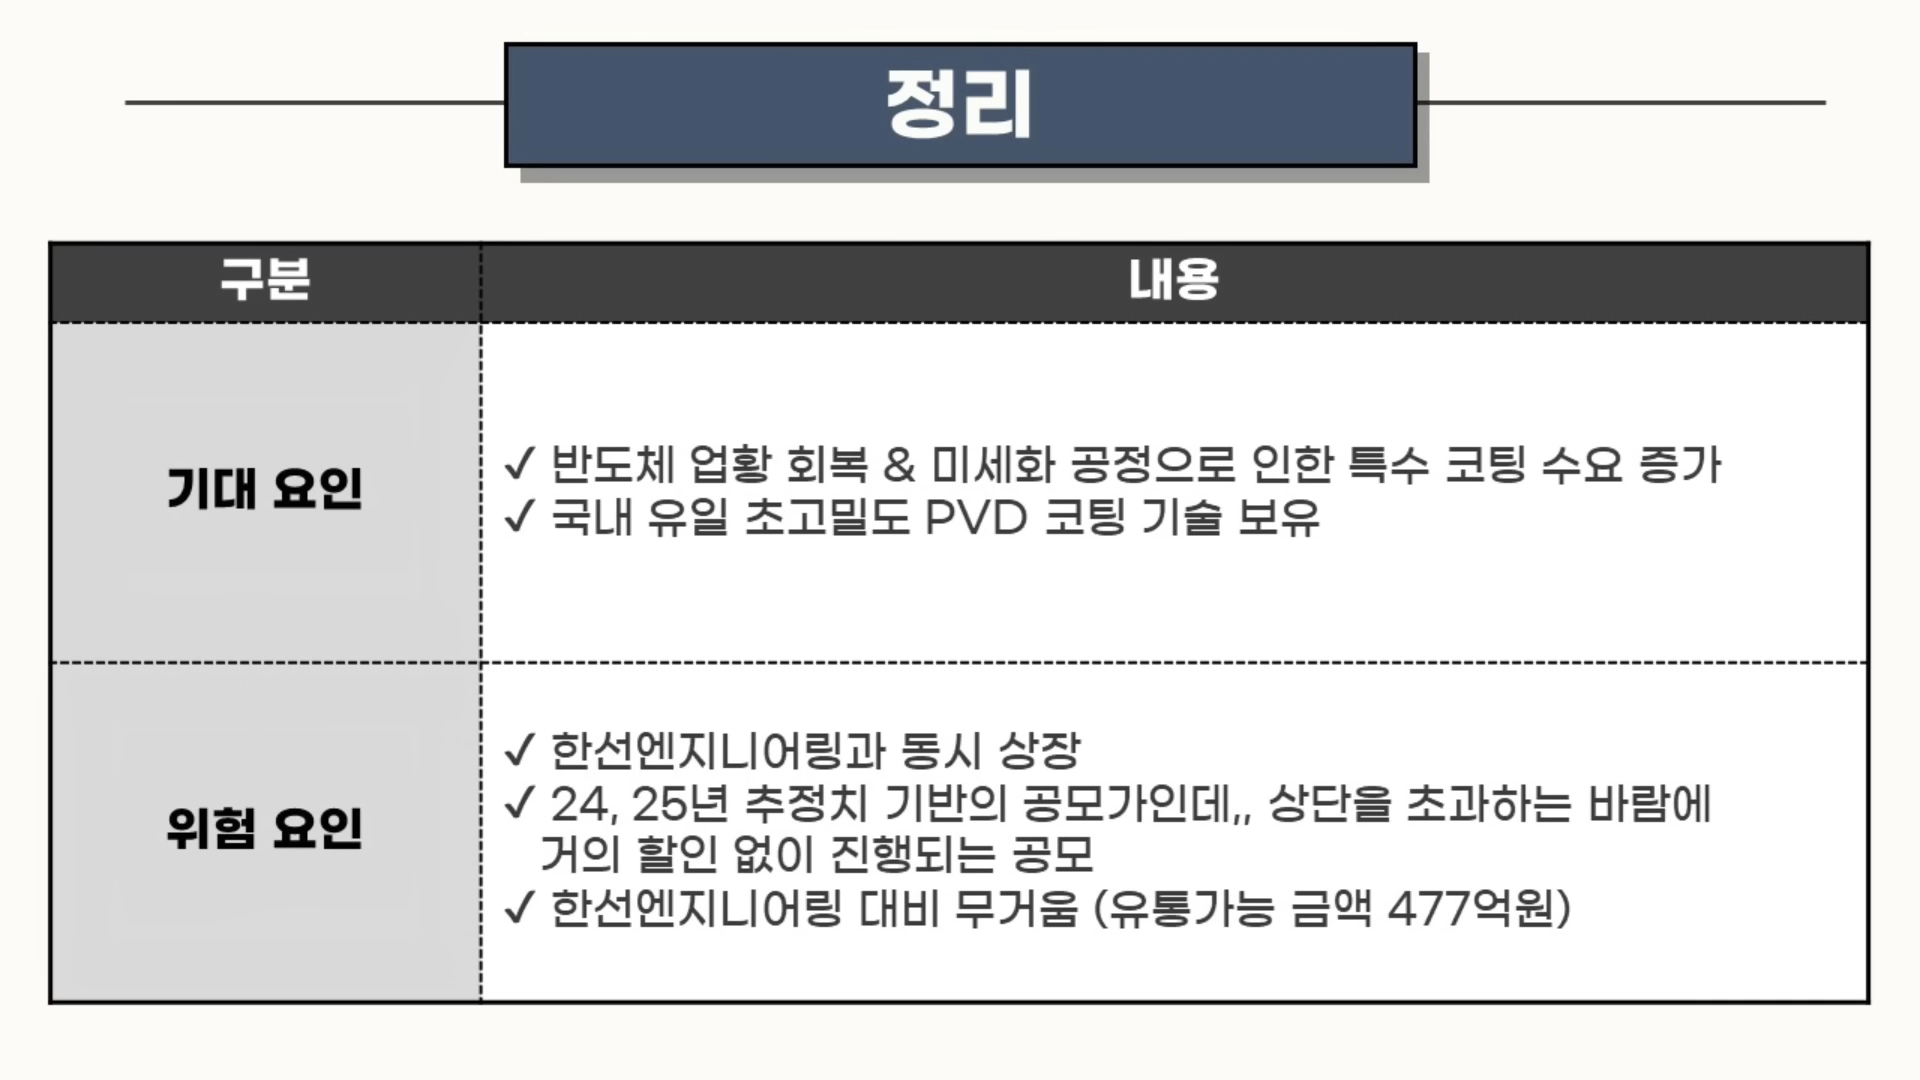 정리
구분 내용
기대 요인
✓ 반도체 업황 회복 & 미세화 공정으로 인한 특수 코팅 수요 증가
✓ 국내 유일 초고밀도 PVD 코팅 기술 보유
위험 요인
✓ 한선엔지니어링과 동시 상장
✓ 24, 25년 추정치 기반의 공모가인데,, 상단을 초과하는 바람에
거의 할인 없이 진행되는 공모
✓ 한선엔지니어링 대비 무거움 (유통가능 금액 477억원)